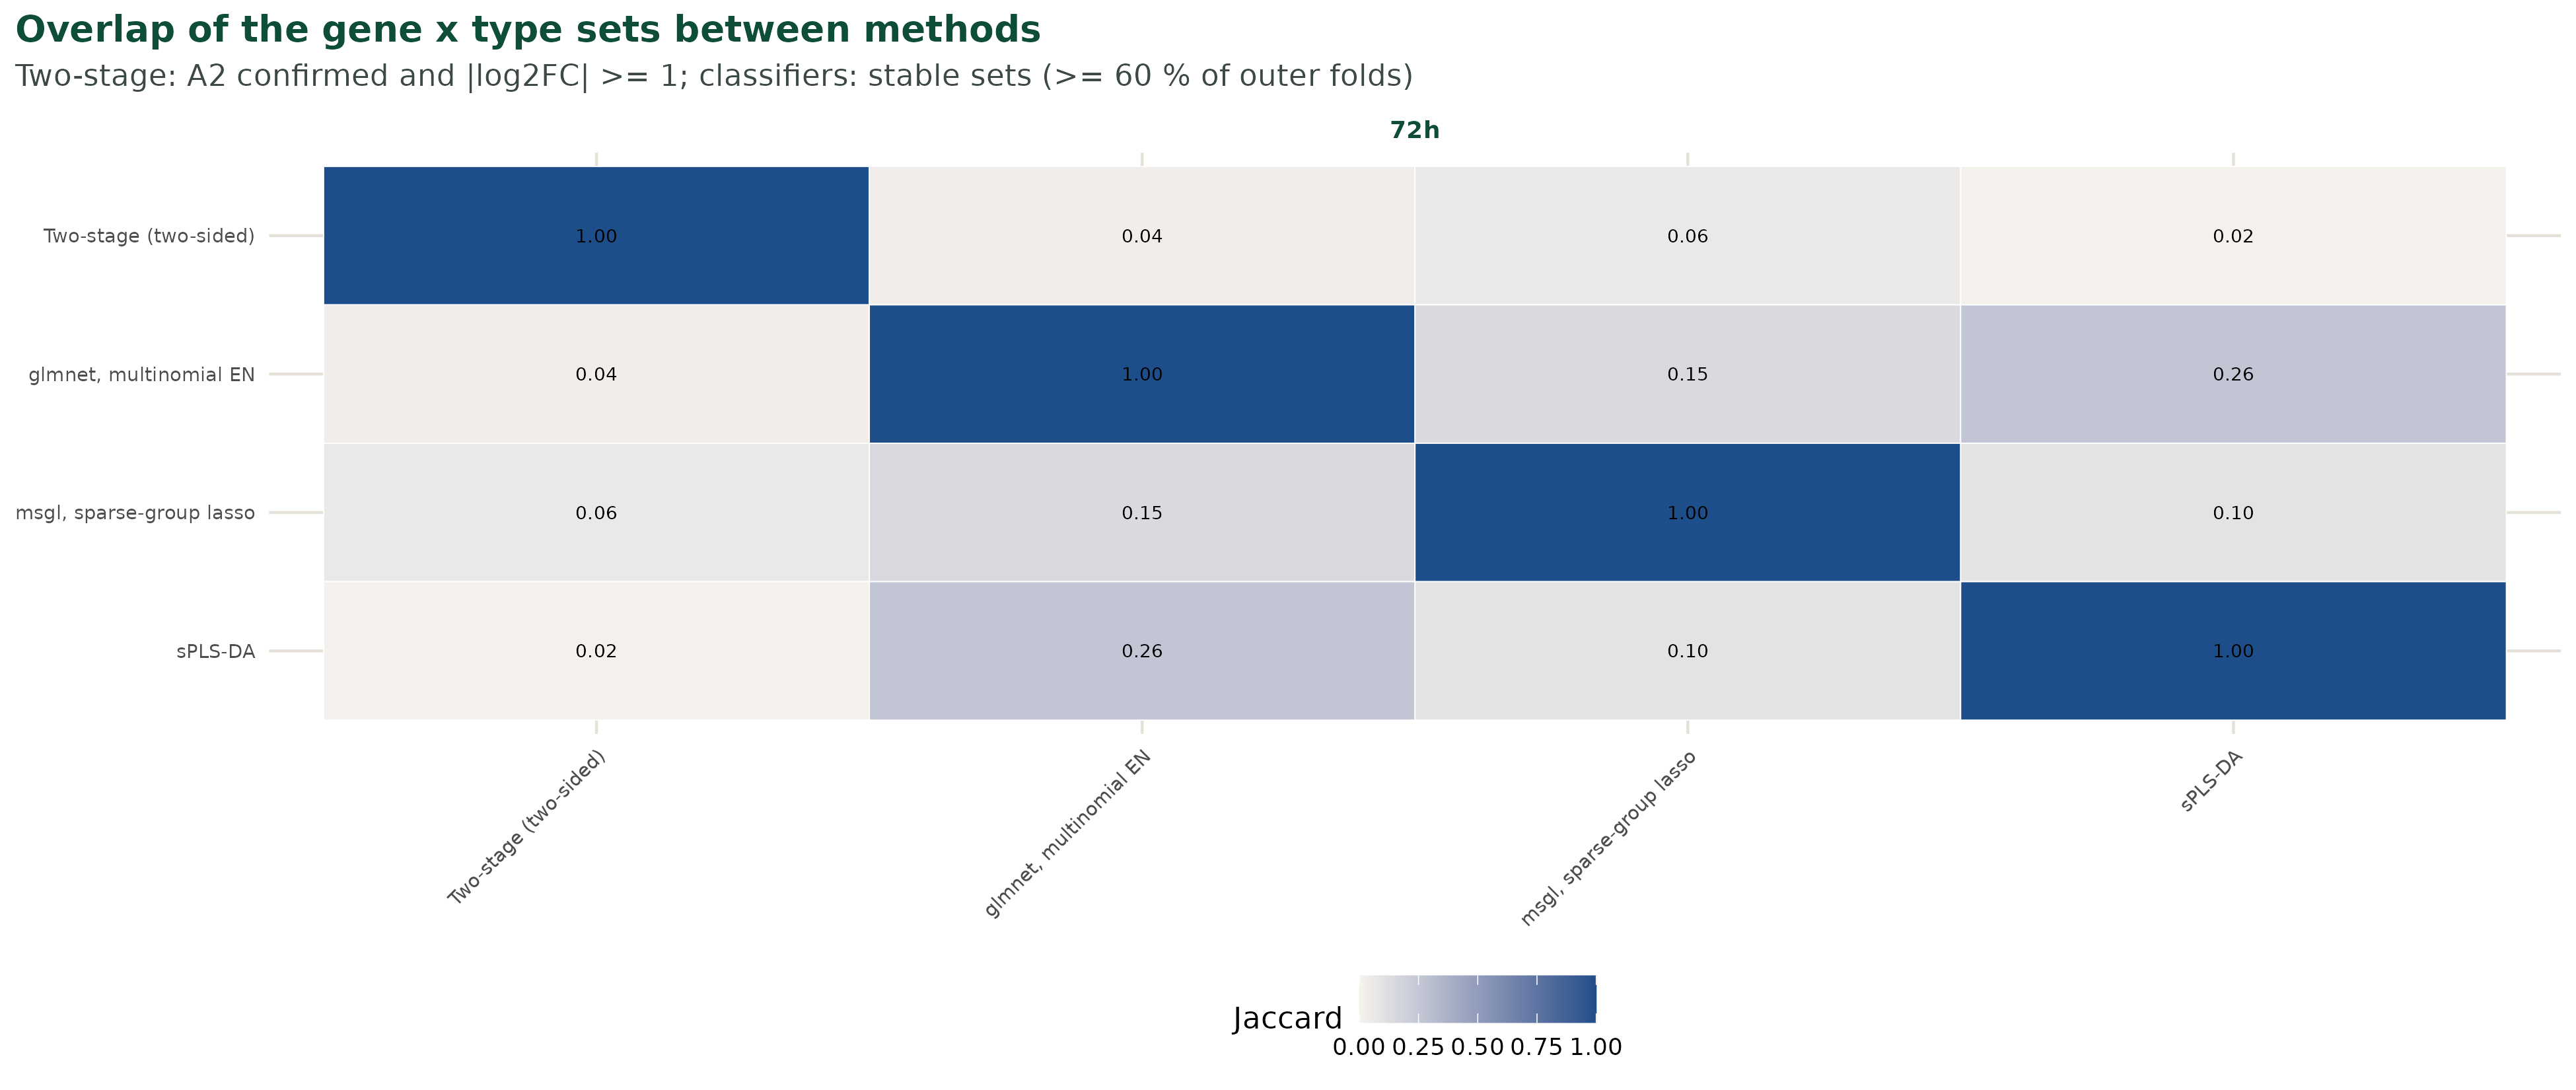 Overlap of the gene x type sets between methods
Two-stage: A2 confirmed and |log2FC| >= 1; classifiers: stable sets (>= 60 % of outer folds)
72h
Two-stage (two-sided) 1.00 0.04 0.06 0.02
glmnet, multinomial EN 0.04 1.00 0.15 0.26
msgl, sparse-group lasso 0.06 0.15 1.00 0.10
sPLS-DA 0.02 0.26 0.10 1.00
Two-stage (two-sided)
glmnet, multinomial EN
msgl, sparse-group lasso
sPLS-DA
Jaccard
0.00 0.25 0.50 0.75 1.00